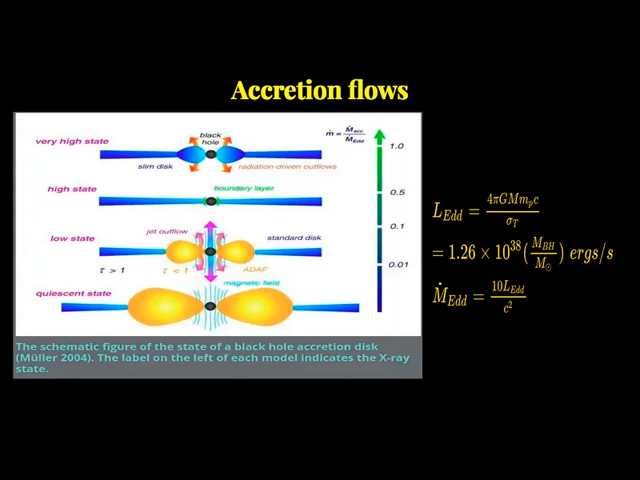 Accretion flows
very high state
black
hole
ṁ = Ṁacc / ṀEdd
1.0
slim disk
radiation-driven outflows
high state
boundary layer
0.5
jet outflow
0.1
low state
standard disk
τ > 1
τ < 1
ADAF
0.01
magnetic field
quiescent state
L_Edd = 4πGMm_pc / σ_T
= 1.26 × 10^38 (M_BH / M_☉) ergs/s
Ṁ_Edd = 10L_Edd / c^2
The schematic figure of the state of a black hole accretion disk
(Müller 2004). The label on the left of each model indicates the X-ray
state.